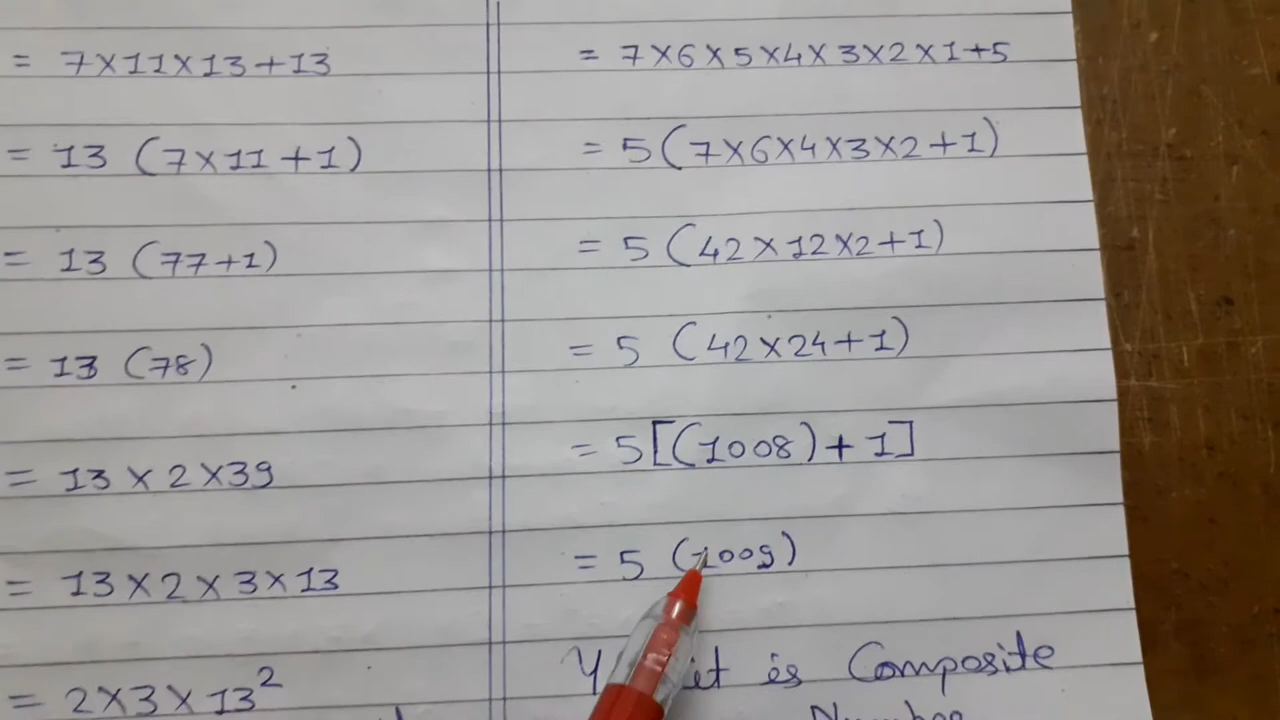 = 7×11×13+13
= 13 (7×11+1)
= 13 (77+1)
= 13 (78)
= 13 × 2 × 39
= 13 × 2 × 3 × 13
= 2×3×13²
= 7×6×5×4×3×2×1+5
= 5(7×6×4×3×2+1)
= 5 (42×12×2+1)
= 5 (42×24+1)
= 5[(1008)+1]
= 5 (1009)
it is Composite